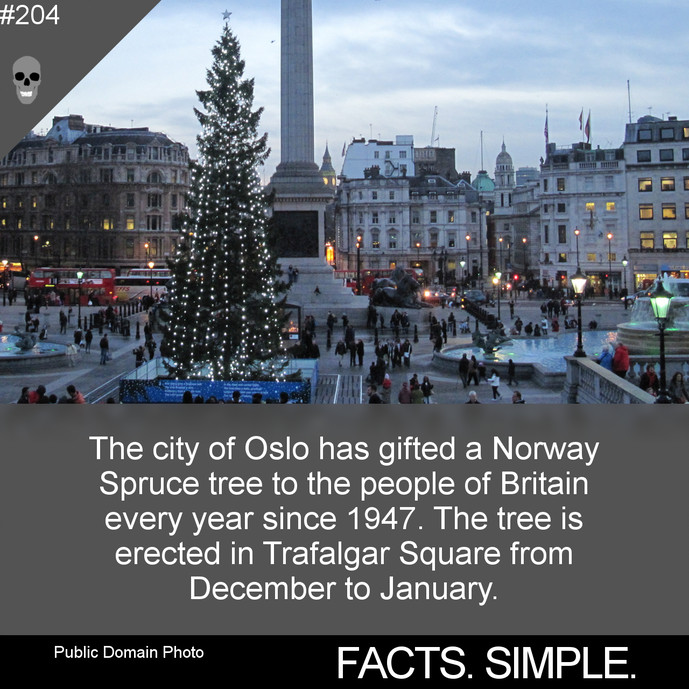 #204
The city of Oslo has gifted a Norway
Spruce tree to the people of Britain
every year since 1947. The tree is
erected in Trafalgar Square from
December to January.
Public Domain Photo
FACTS. SIMPLE.